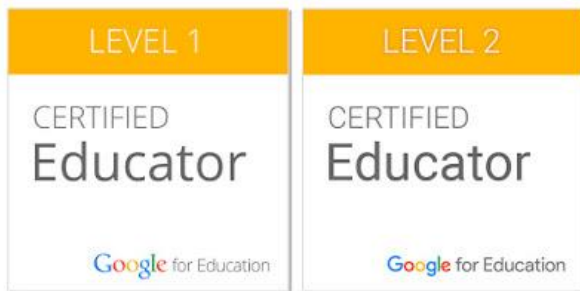 LEVEL 1
CERTIFIED
Educator
Google for Education
LEVEL 2
CERTIFIED
Educator
Google for Education